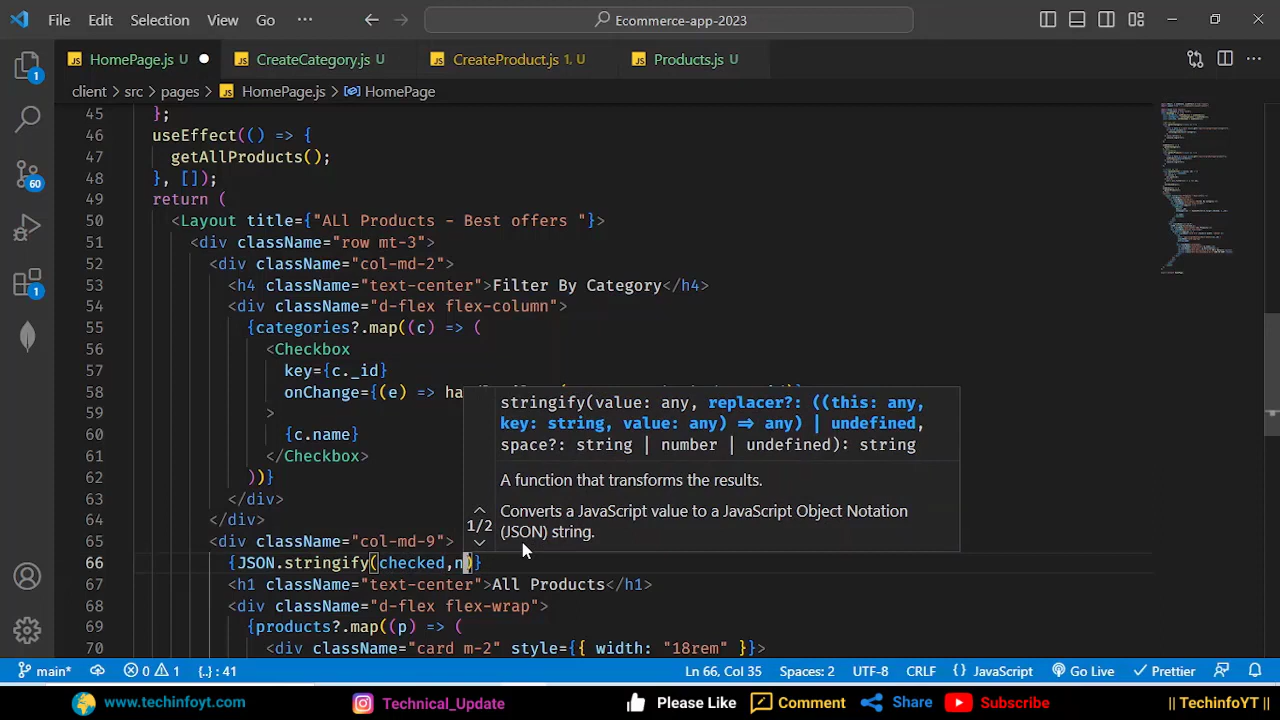 File Edit Selection View Go ··· Ecommerce-app-2023
JS HomePage.js U JS CreateCategory.js U JS CreateProduct.js 1, U JS Products.js U
client > src > pages > JS HomePage.js > HomePage
45 };
46 useEffect(() => {
47 getAllProducts();
48 }, []);
49 return (
50 <Layout title={"All Products - Best offers "}>
51 <div className="row mt-3">
52 <div className="col-md-2">
53 <h4 className="text-center">Filter By Category</h4>
54 <div className="d-flex flex-column">
55 {categories?.map((c) => (
56 <Checkbox
57 key={c._id}
58 onChange={(e) => ha
59 >
60 {c.name}
61 </Checkbox>
62 ))}
63 </div>
64 </div>
65 <div className="col-md-9">
66 {JSON.stringify(checked,n)}
67 <h1 className="text-center">All Products</h1>
68 <div className="d-flex flex-wrap">
69 {products?.map((p) => (
70 <div className="card m-2" style={{ width: "18rem" }}>
stringify(value: any, replacer?: ((this: any,
key: string, value: any) => any) | undefined,
space?: string | number | undefined): string
A function that transforms the results.
Converts a JavaScript value to a JavaScript Object Notation
1/2 (JSON) string.
1
60
1
main* 0 1 {..} : 41 Ln 66, Col 35 Spaces: 2 UTF-8 CRLF {} JavaScript Go Live Prettier
www.techinfoyt.com Technical_Update Please Like Comment Share Subscribe || TechinfoYT ||